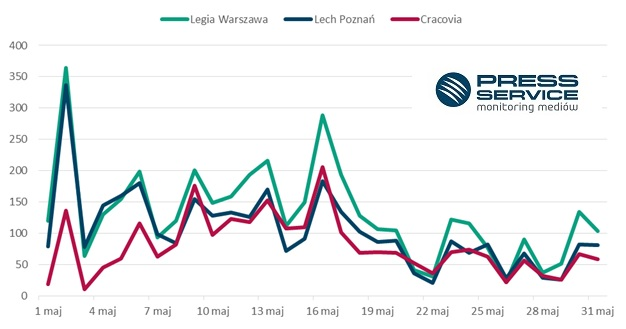 Legia Warszawa Lech Poznań Cracovia
400
350
300
250
200
150
100
50
0
PRESS
SERVICE
monitoring mediów
1 maj 4 maj 7 maj 10 maj 13 maj 16 maj 19 maj 22 maj 25 maj 28 maj 31 maj